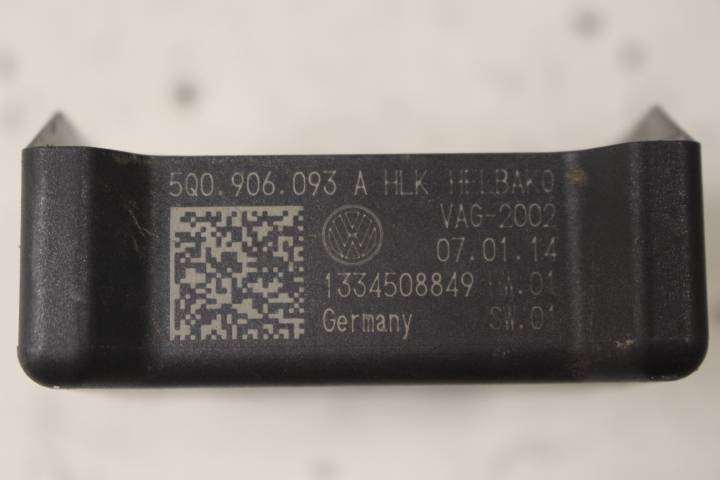 5Q0.906.093 A HLK HELBAKO
VAG-2002
07.01.14
1334508849 HW.01
Germany SW.01